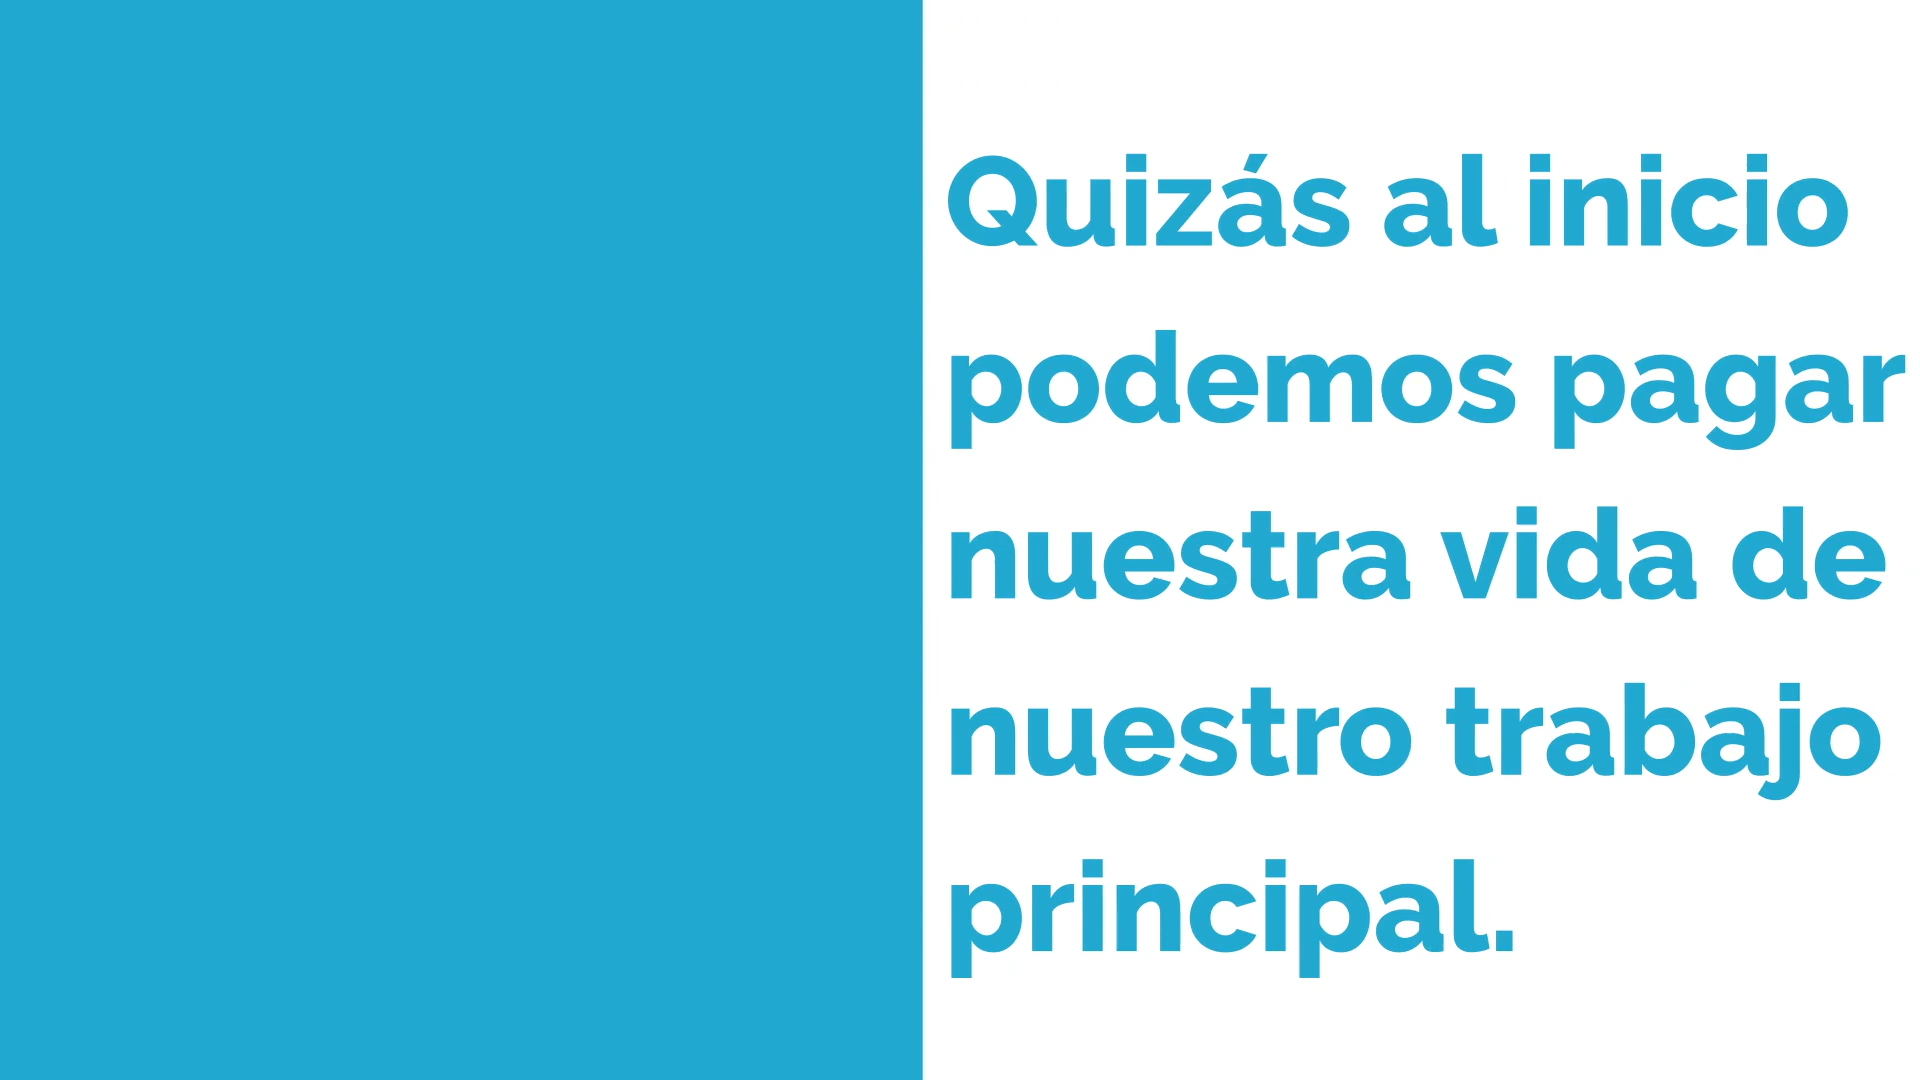 Quizás al inicio
podemos pagar
nuestra vida de
nuestro trabajo
principal.